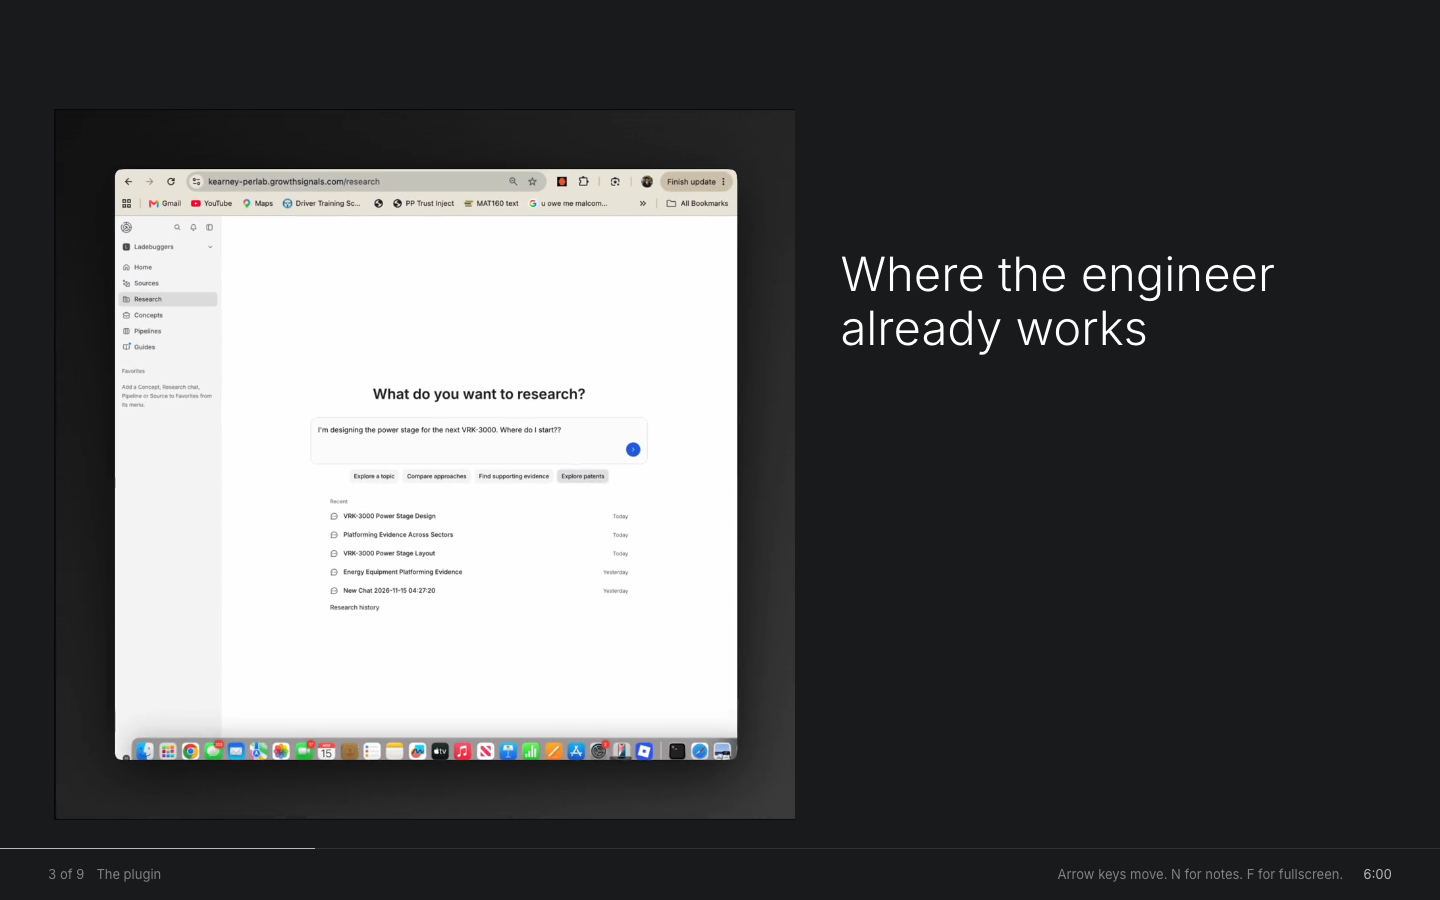 kearney-perlab.growthsignals.com/research
Finish update
Gmail
YouTube
Maps
Driver Training Sc...
PP Trust Inject
MAT160 text
u owe me malcom...
»
All Bookmarks
Ladebuggers
Home
Sources
Research
Concepts
Pipelines
Guides
Favorites
Add a Concept, Research chat,
Pipeline or Source to Favorites from
its menu.
What do you want to research?
I'm designing the power stage for the next VRK-3000. Where do I start??
Explore a topic
Compare approaches
Find supporting evidence
Explore patents
Recent
VRK-3000 Power Stage Design Today
Platforming Evidence Across Sectors Today
VRK-3000 Power Stage Layout Today
Energy Equipment Platforming Evidence Yesterday
New Chat 2026-11-15 04:27:20 Yesterday
Research history
15
tv
Where the engineer
already works
3 of 9 The plugin
Arrow keys move. N for notes. F for fullscreen. 6:00